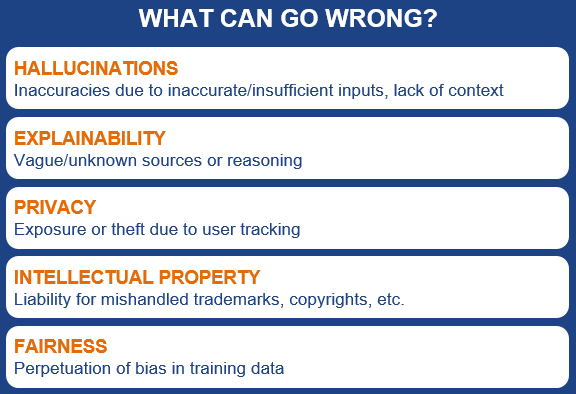 WHAT CAN GO WRONG?
HALLUCINATIONS
Inaccuracies due to inaccurate/insufficient inputs, lack of context
EXPLAINABILITY
Vague/unknown sources or reasoning
PRIVACY
Exposure or theft due to user tracking
INTELLECTUAL PROPERTY
Liability for mishandled trademarks, copyrights, etc.
FAIRNESS
Perpetuation of bias in training data